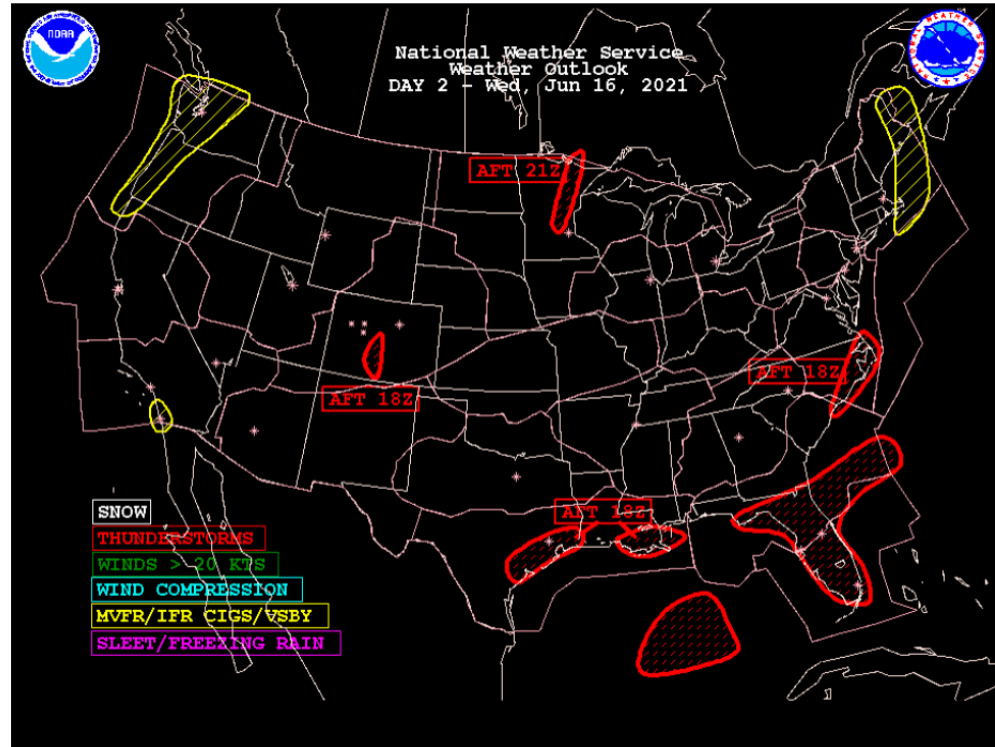 NOAA
National Weather Service
Weather Outlook
DAY 2 - Wed, Jun 16, 2021
AFT 21Z
AFT 18Z
AFT 18Z
AFT 18Z
SNOW
THUNDERSTORMS
WINDS > 20 KTS
WIND COMPRESSION
MVFR/IFR CIGS/VSBY
SLEET/FREEZING RAIN